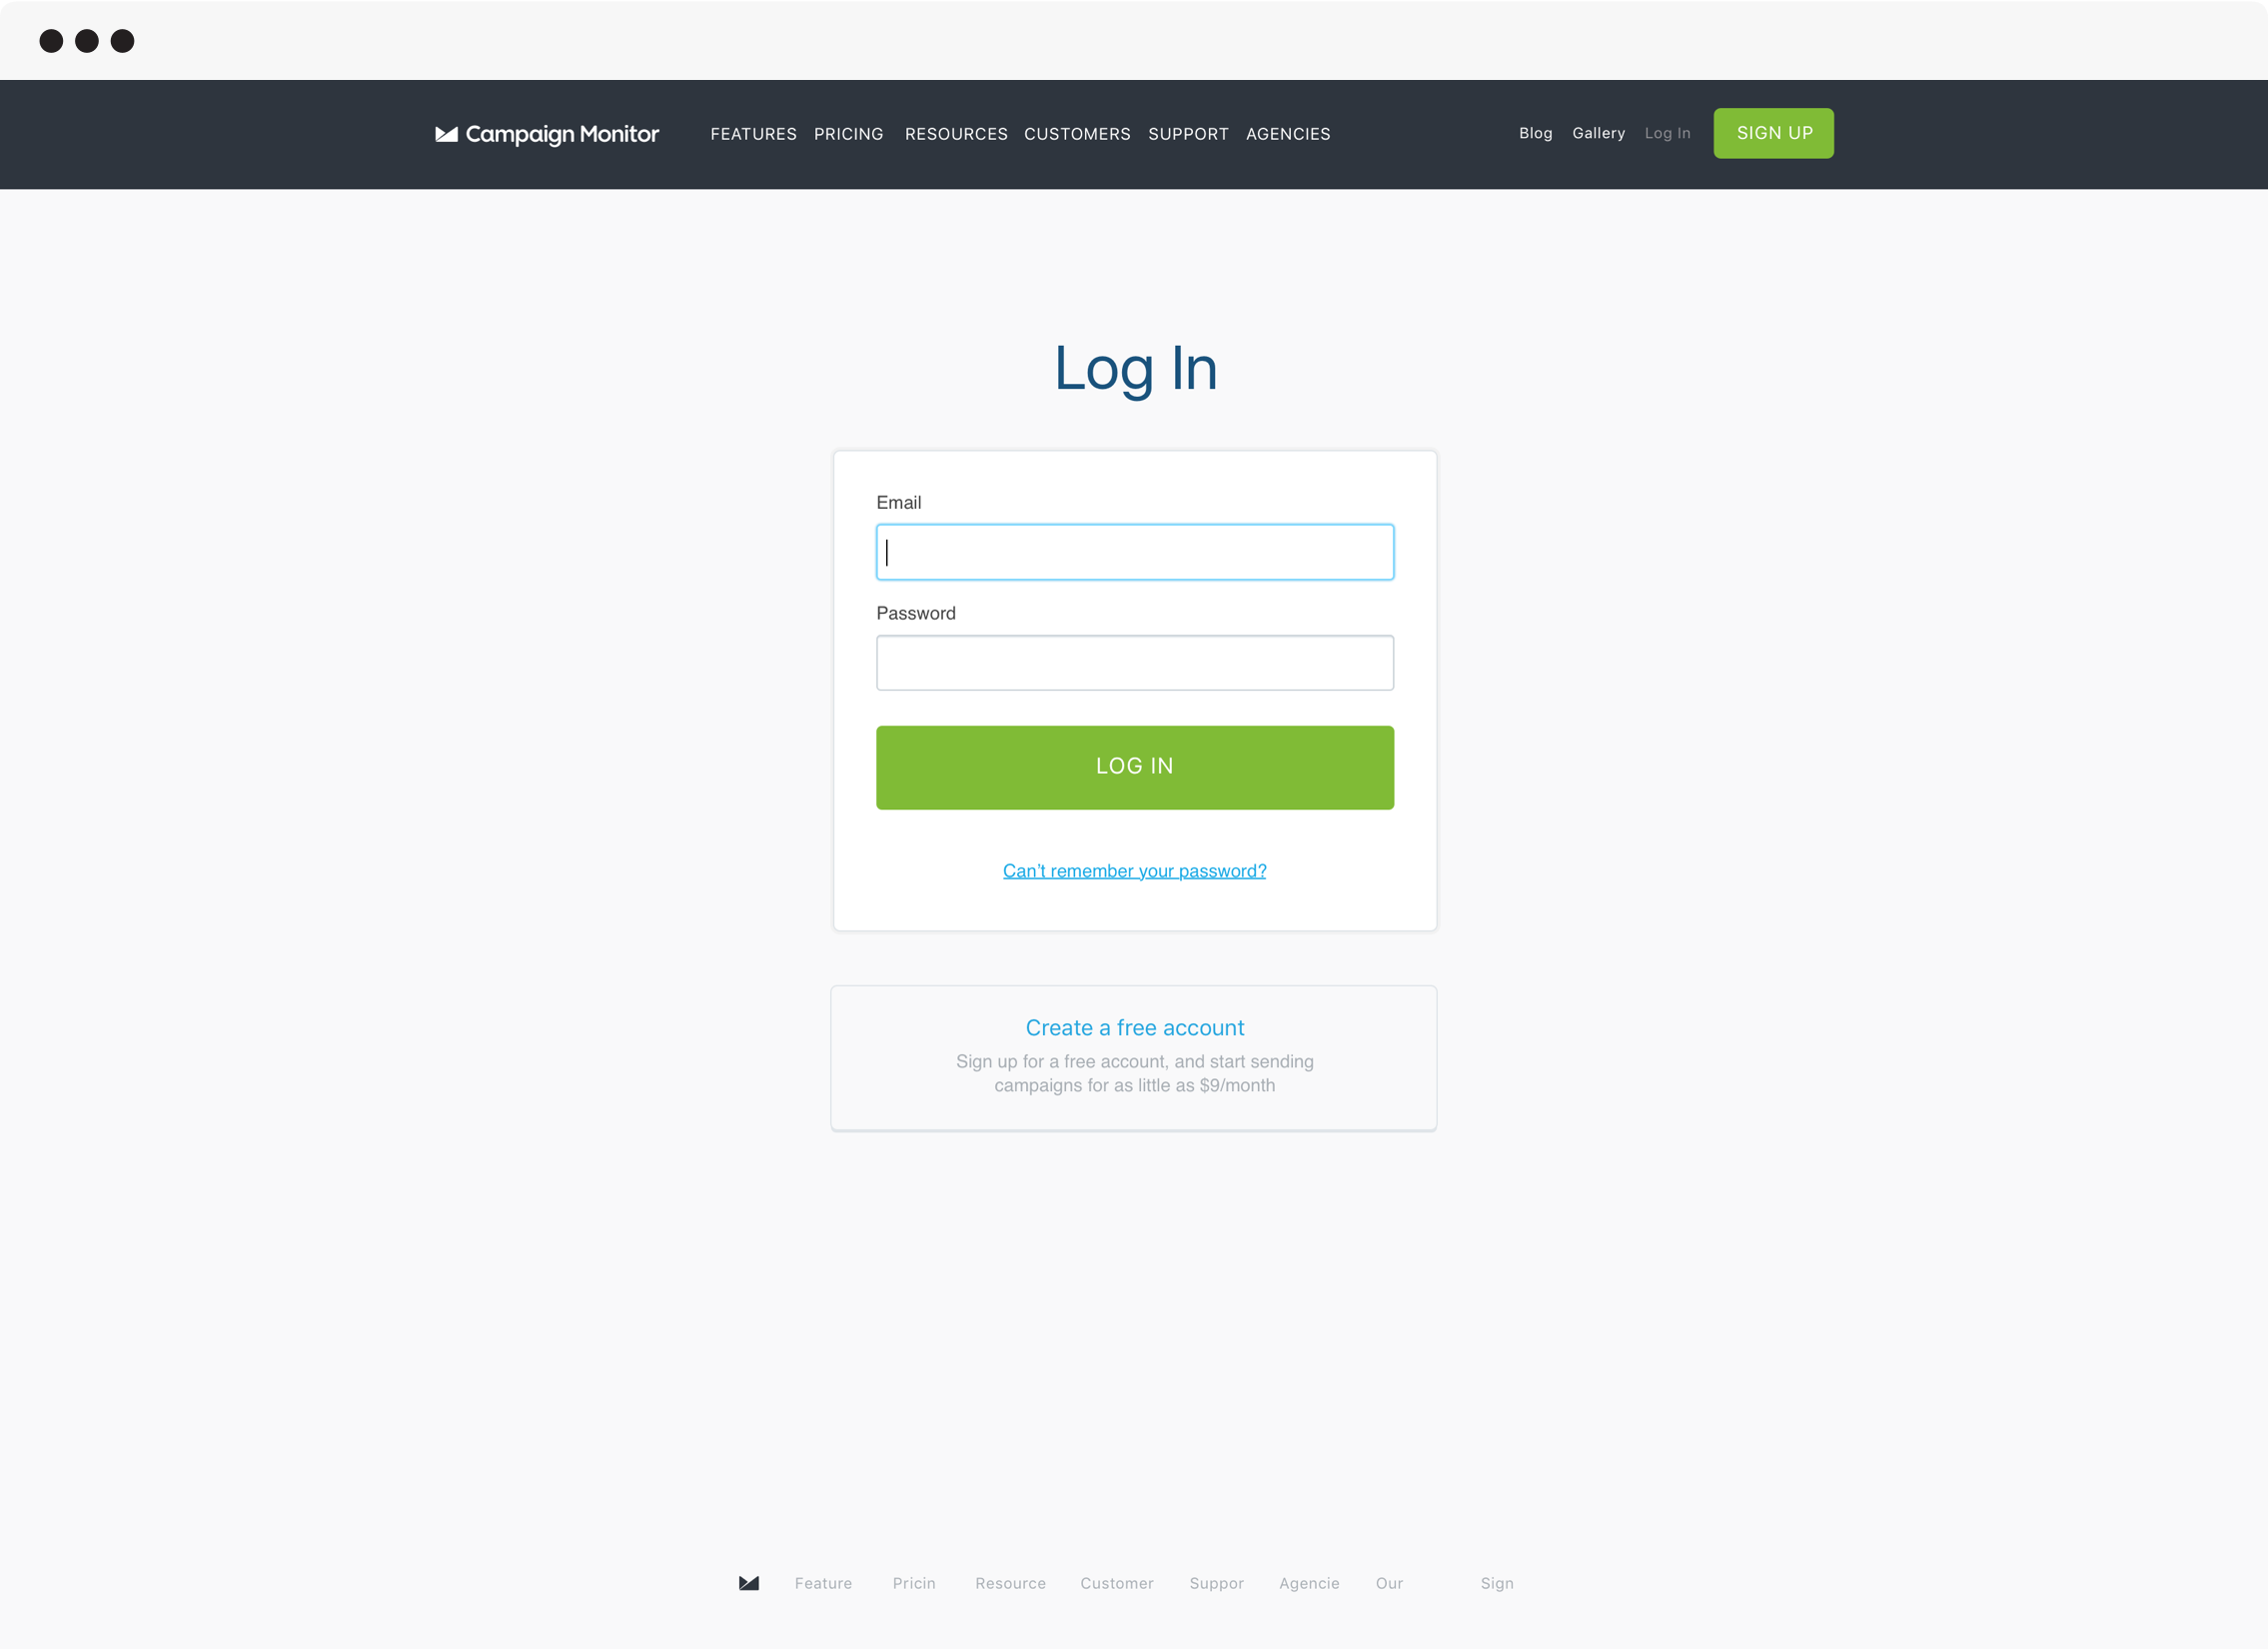 Campaign Monitor FEATURES PRICING RESOURCES CUSTOMERS SUPPORT AGENCIES Blog Gallery Log In SIGN UP
Log In
Email
Password
LOG IN
Can't remember your password?
Create a free account
Sign up for a free account, and start sending
campaigns for as little as $9/month
Feature Pricin Resource Customer Suppor Agencie Our Sign